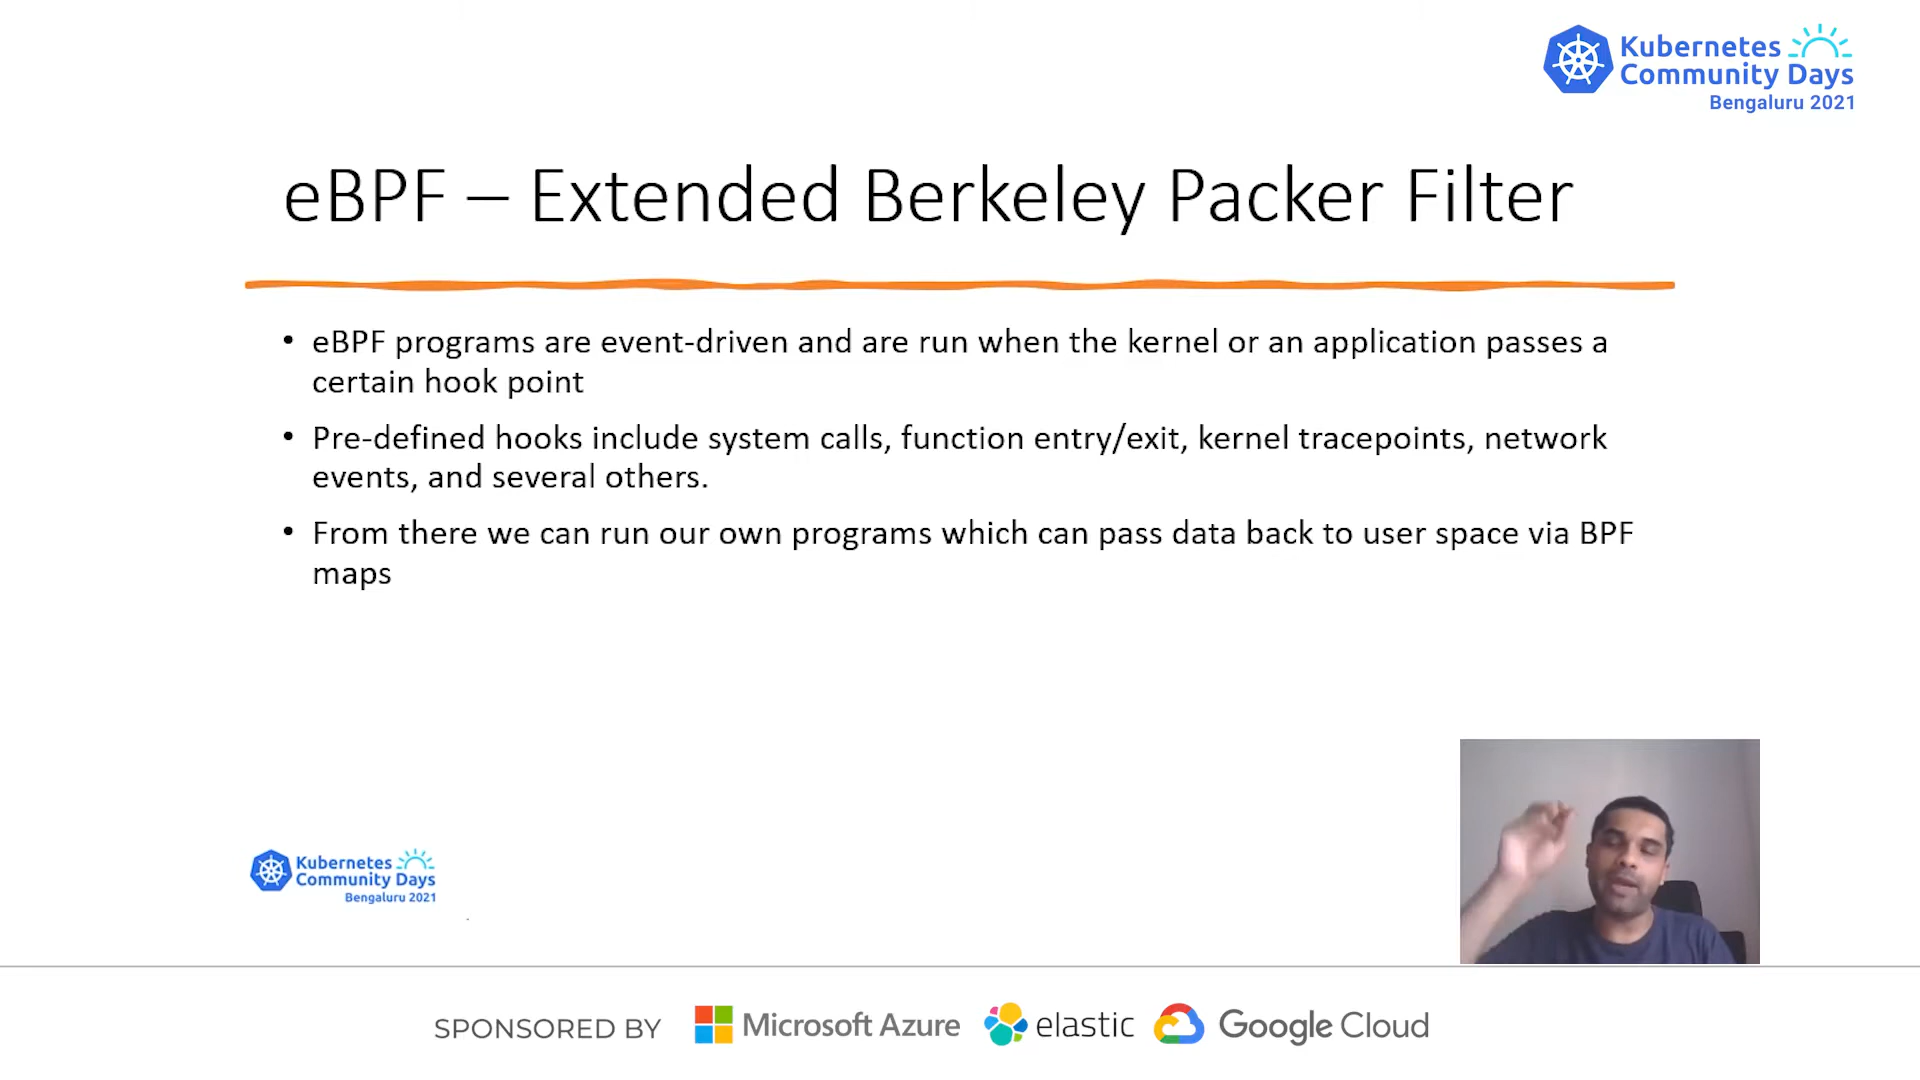 Kubernetes
Community Days
Bengaluru 2021
eBPF – Extended Berkeley Packer Filter
• eBPF programs are event-driven and are run when the kernel or an application passes a
certain hook point
• Pre-defined hooks include system calls, function entry/exit, kernel tracepoints, network
events, and several others.
• From there we can run our own programs which can pass data back to user space via BPF
maps
Kubernetes
Community Days
Bengaluru 2021
SPONSORED BY Microsoft Azure elastic Google Cloud